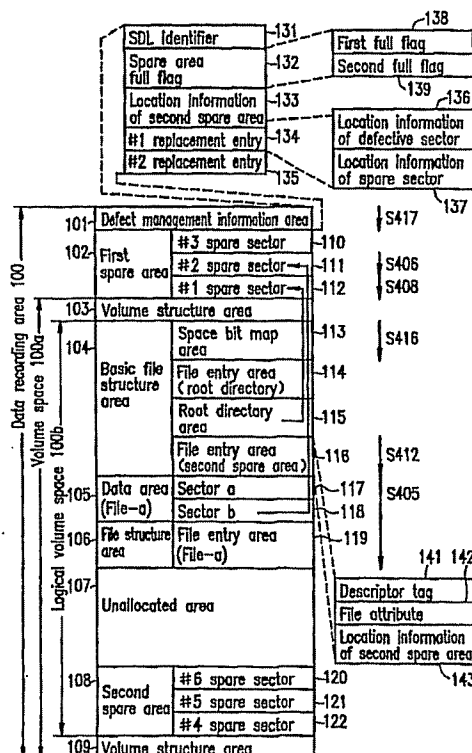 131
SDL identifier
132
Spare area
full flag
133
Location information
of second spare area
134
#1 replacement entry
#2 replacement entry
135
138
First full flag
Second full flag
139
136
Location information
of defective sector
Location information
of spare sector
137
Data recording area 100
Volume space 100a
Logical volume space 100b
101
Defect management information area
S417
102
First
spare area
#3 spare sector
110
#2 spare sector
111
S406
#1 spare sector
112
S408
103
Volume structure area
104
Basic file
structure
area
Space bit map
area
113
S416
File entry area
(root directory)
114
Root directory
area
115
File entry area
(second spare area)
116
S412
105
Data area
(File-a)
Sector a
117
S405
Sector b
118
106
File structure
area
File entry area
(File-a)
119
107
Unallocated area
141
142
Descriptor tag
File attribute
Location information
of second spare area
143
108
Second
spare area
#6 spare sector
120
#5 spare sector
121
#4 spare sector
122
109
Volume structure area